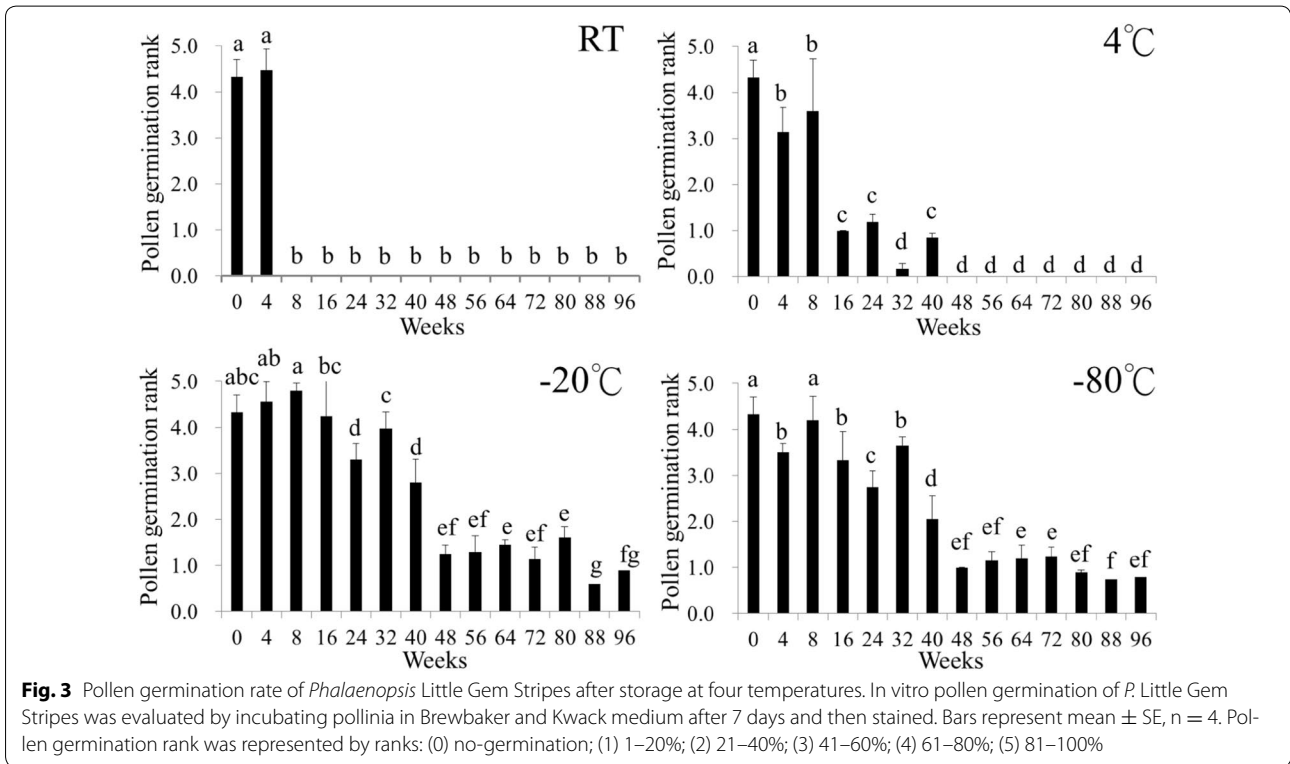 RT
Pollen germination rank
5.0
4.0
3.0
2.0
1.0
0.0
a a b b b b b b b b b b b b
0 4 8 16 24 32 40 48 56 64 72 80 88 96
Weeks
4℃
Pollen germination rank
5.0
4.0
3.0
2.0
1.0
0.0
a b b c c d c d d d d d d d
0 4 8 16 24 32 40 48 56 64 72 80 88 96
Weeks
-20℃
Pollen germination rank
5.0
4.0
3.0
2.0
1.0
0.0
abc ab a bc d c d ef ef e ef e g fg
0 4 8 16 24 32 40 48 56 64 72 80 88 96
Weeks
-80℃
Pollen germination rank
5.0
4.0
3.0
2.0
1.0
0.0
a b a b c b d ef ef e e ef f ef
0 4 8 16 24 32 40 48 56 64 72 80 88 96
Weeks
Fig. 3 Pollen germination rate of Phalaenopsis Little Gem Stripes after storage at four temperatures. In vitro pollen germination of P. Little Gem
Stripes was evaluated by incubating pollinia in Brewbaker and Kwack medium after 7 days and then stained. Bars represent mean ± SE, n = 4. Pol-
len germination rank was represented by ranks: (0) no-germination; (1) 1–20%; (2) 21–40%; (3) 41–60%; (4) 61–80%; (5) 81–100%